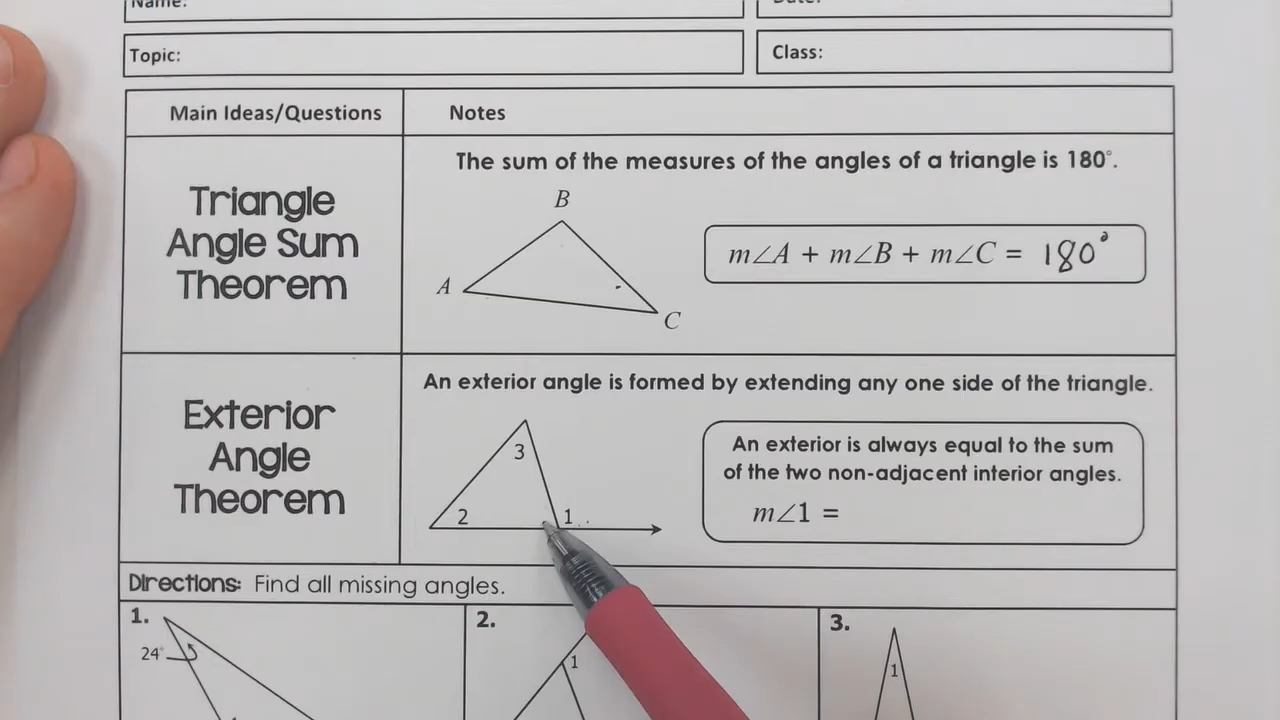 Name:
Date:
Topic:
Class:
Main Ideas/Questions
Notes
Triangle
Angle Sum
Theorem
The sum of the measures of the angles of a triangle is 180°.
B
A
C
m∠A + m∠B + m∠C = 180°
Exterior
Angle
Theorem
An exterior angle is formed by extending any one side of the triangle.
3
2
1
An exterior is always equal to the sum
of the two non-adjacent interior angles.
m∠1 =
Directions: Find all missing angles.
1.
24°
2.
1
3.
1